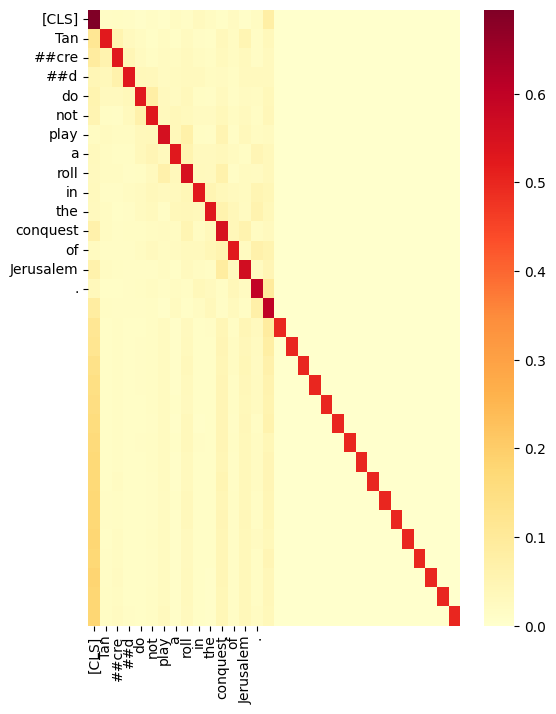 [CLS]
Tan
##cre
##d
do
not
play
a
roll
in
the
conquest
of
Jerusalem
.
[CLS]
Tan
##cre
##d
do
not
play
a
roll
in
the
conquest
of
Jerusalem
.
0.6
0.5
0.4
0.3
0.2
0.1
0.0